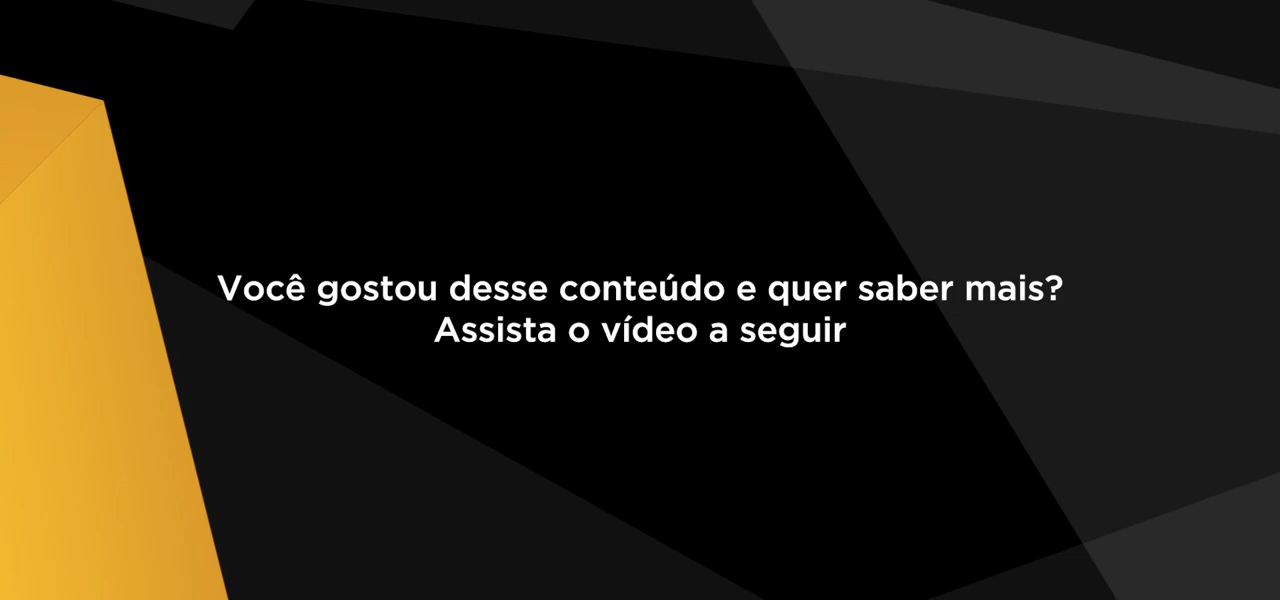 Você gostou desse conteúdo e quer saber mais?
Assista o vídeo a seguir